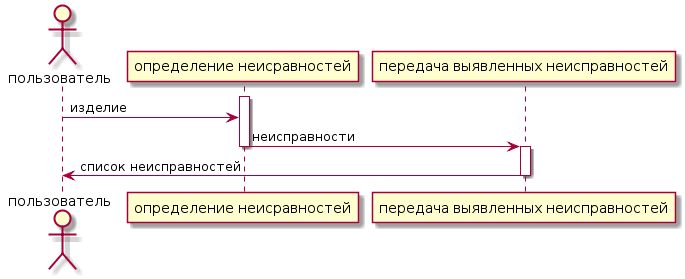 пользователь
определение неисравностей
передача выявленных неисправностей
изделие
неисправности
список неисправностей
пользователь
определение неисравностей
передача выявленных неисправностей